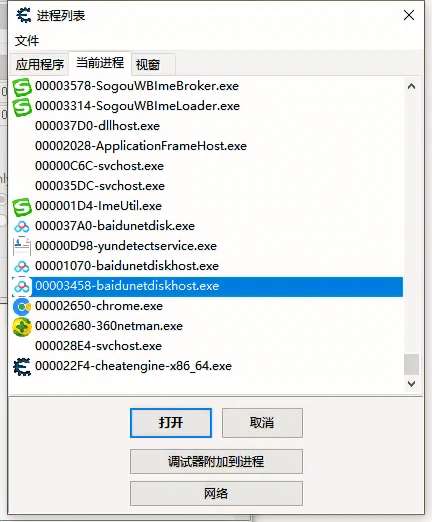 进程列表
文件
应用程序 当前进程 视窗
00003578-SogouWBImeBroker.exe
00003314-SogouWBImeLoader.exe
000037D0-dllhost.exe
00002028-ApplicationFrameHost.exe
00000C6C-svchost.exe
000035DC-svchost.exe
000001D4-ImeUtil.exe
000037A0-baidunetdisk.exe
00000D98-yundetectservice.exe
00001070-baidunetdiskhost.exe
00003458-baidunetdiskhost.exe
00002650-chrome.exe
00002680-360netman.exe
000028E4-svchost.exe
000022F4-cheatengine-x86_64.exe
打开 取消
调试器附加到进程
网络